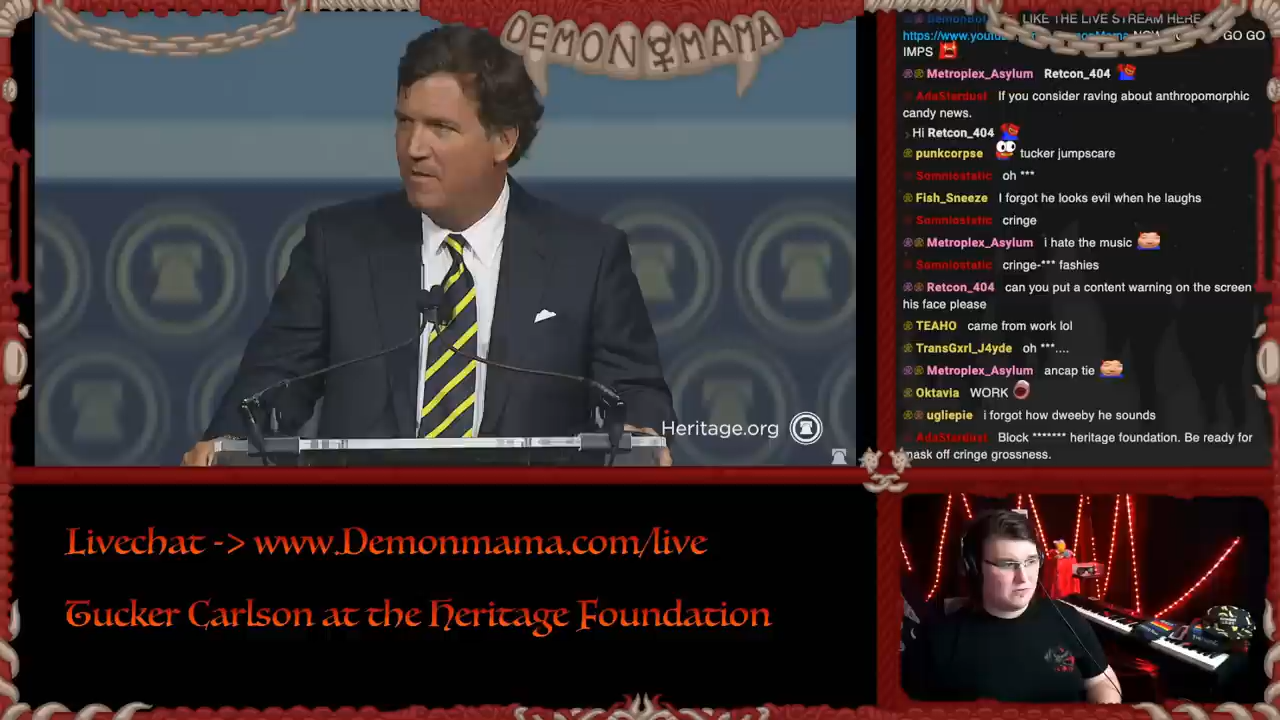 DEMON MAMA
Heritage.org
Livechat -> www.Demonmama.com/live
Tucker Carlson at the Heritage Foundation
DemonBot LIKE THE LIVE STREAM HERE
GO GO
IMPS
Metroplex_Asylum Retcon_404
AdaStardust If you consider raving about anthropomorphic
candy news.
Hi Retcon_404
punkcorpse tucker jumpscare
Somniostatic oh ***
Fish_Sneeze I forgot he looks evil when he laughs
Somniostatic cringe
Metroplex_Asylum i hate the music
Somniostatic cringe-*** fashies
Retcon_404 can you put a content warning on the screen
his face please
TEAHO came from work lol
TransGxrl_J4yde oh ***....
Metroplex_Asylum ancap tie
Oktavia WORK
ugliepie i forgot how dweeby he sounds
AdaStardust Block ******* heritage foundation. Be ready for
mask off cringe grossness.